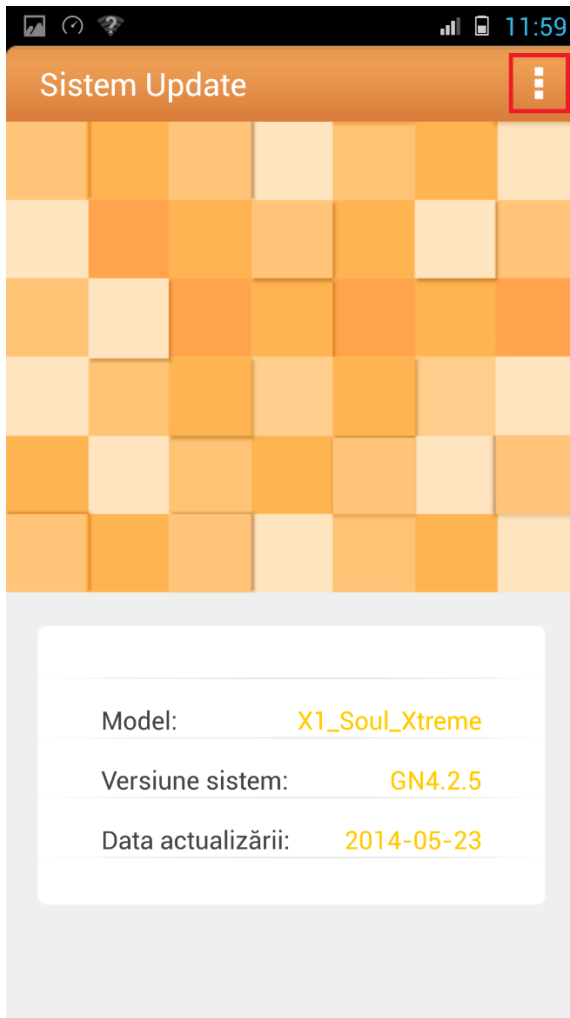 11:59
Sistem Update
Model: X1_Soul_Xtreme
Versiune sistem: GN4.2.5
Data actualizării: 2014-05-23